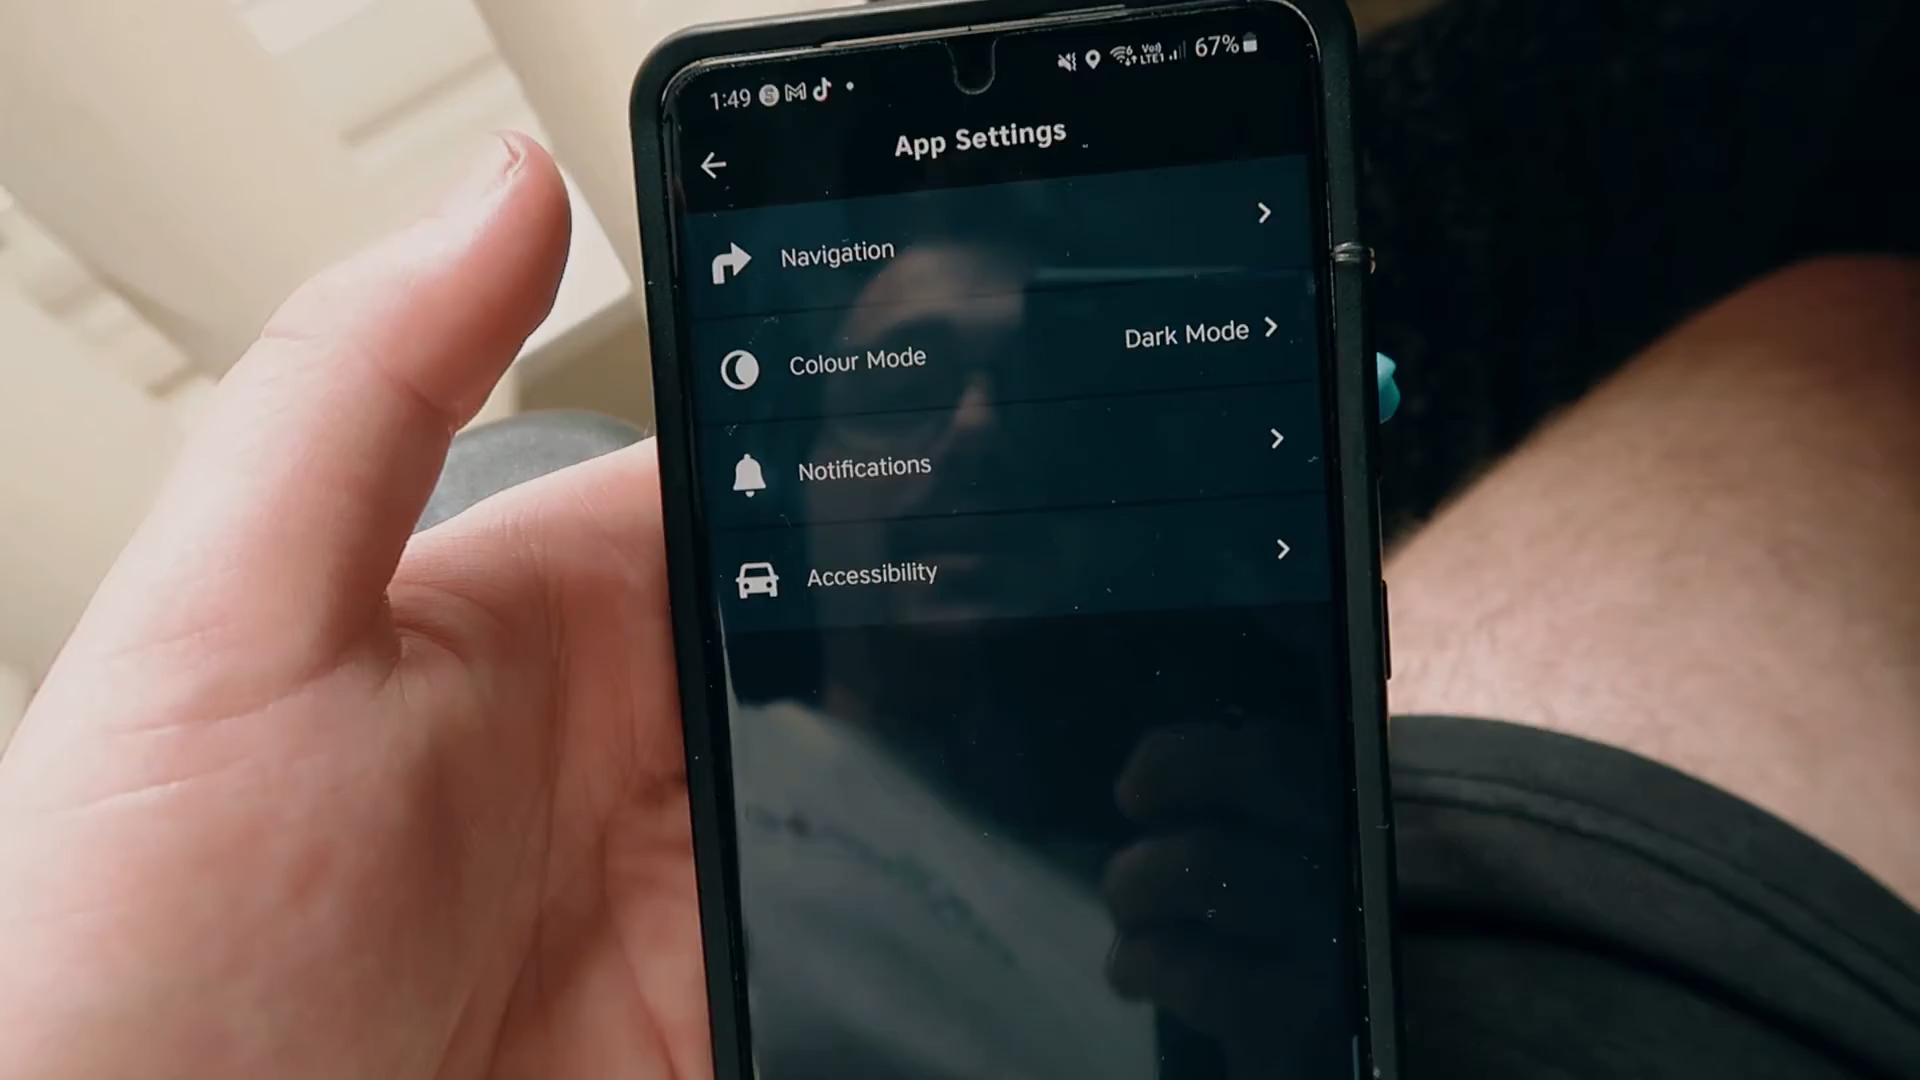 1:49 67%
App Settings
Navigation
Colour Mode Dark Mode
Notifications
Accessibility